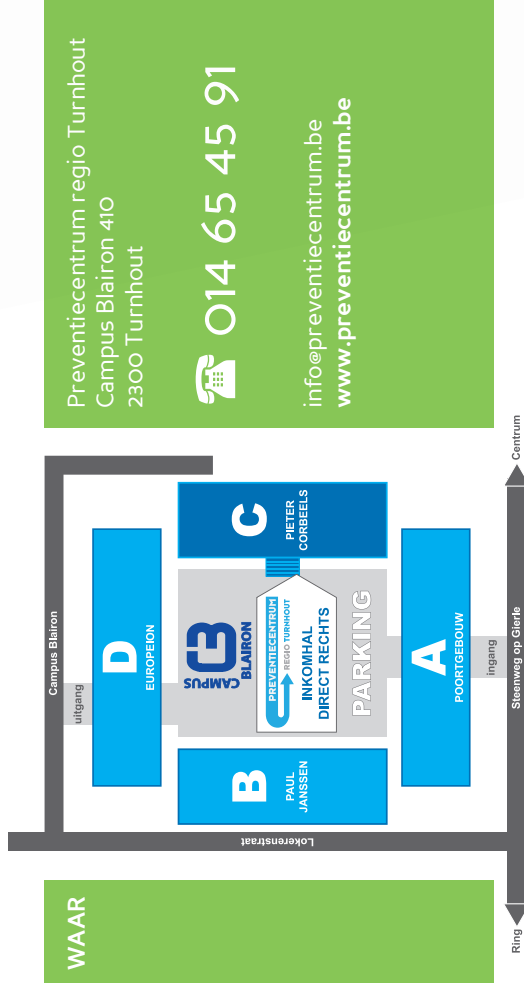 WAAR
Campus Blairon
uitgang
D
EUROPEION
B
PAUL
JANSSEN
CAMPUS
BLAIRON
PREVENTIECENTRUM
REGIO TURNHOUT
INKOMHAL
DIRECT RECHTS
PARKING
C
PIETER
CORBEELS
A
POORTGEBOUW
ingang
Lokerenstraat
Steenweg op Gierle
Ring
Centrum
Preventiecentrum regio Turnhout
Campus Blairon 410
2300 Turnhout
014 65 45 91
info@preventiecentrum.be
www.preventiecentrum.be